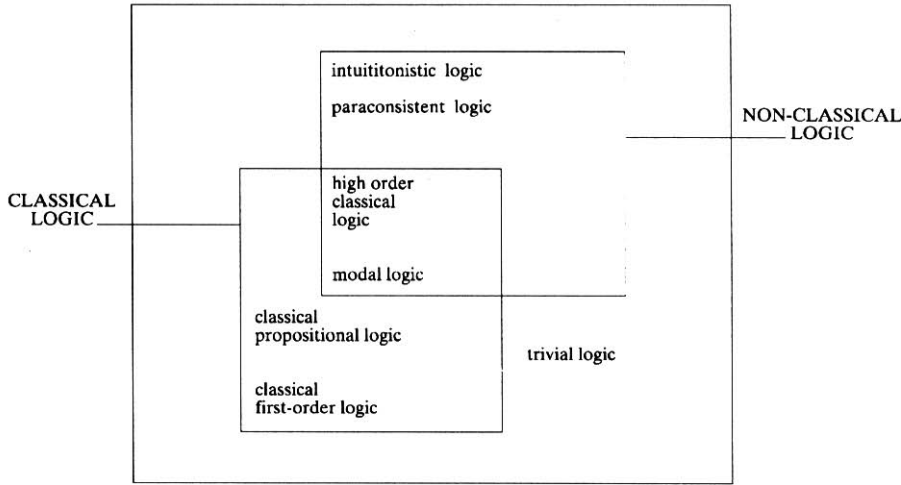 intuititonistic logic
paraconsistent logic
NON-CLASSICAL
LOGIC
CLASSICAL
LOGIC
high order
classical
logic
modal logic
classical
propositional logic
trivial logic
classical
first-order logic